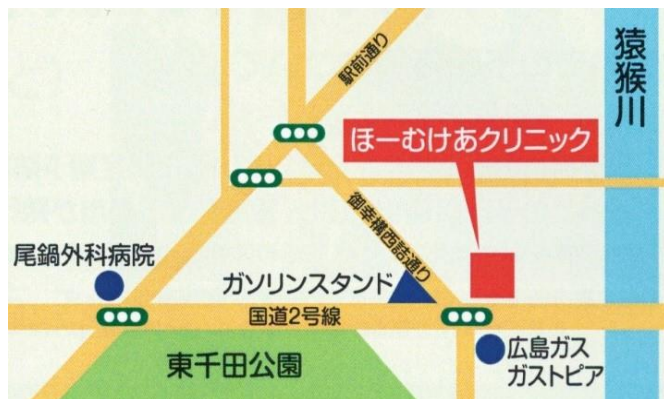 駅前通り
猿猴川
ほーむけあクリニック
御幸橋西詰通り
尾鍋外科病院
ガソリンスタンド
国道2号線
東千田公園
広島ガス
ガストピア